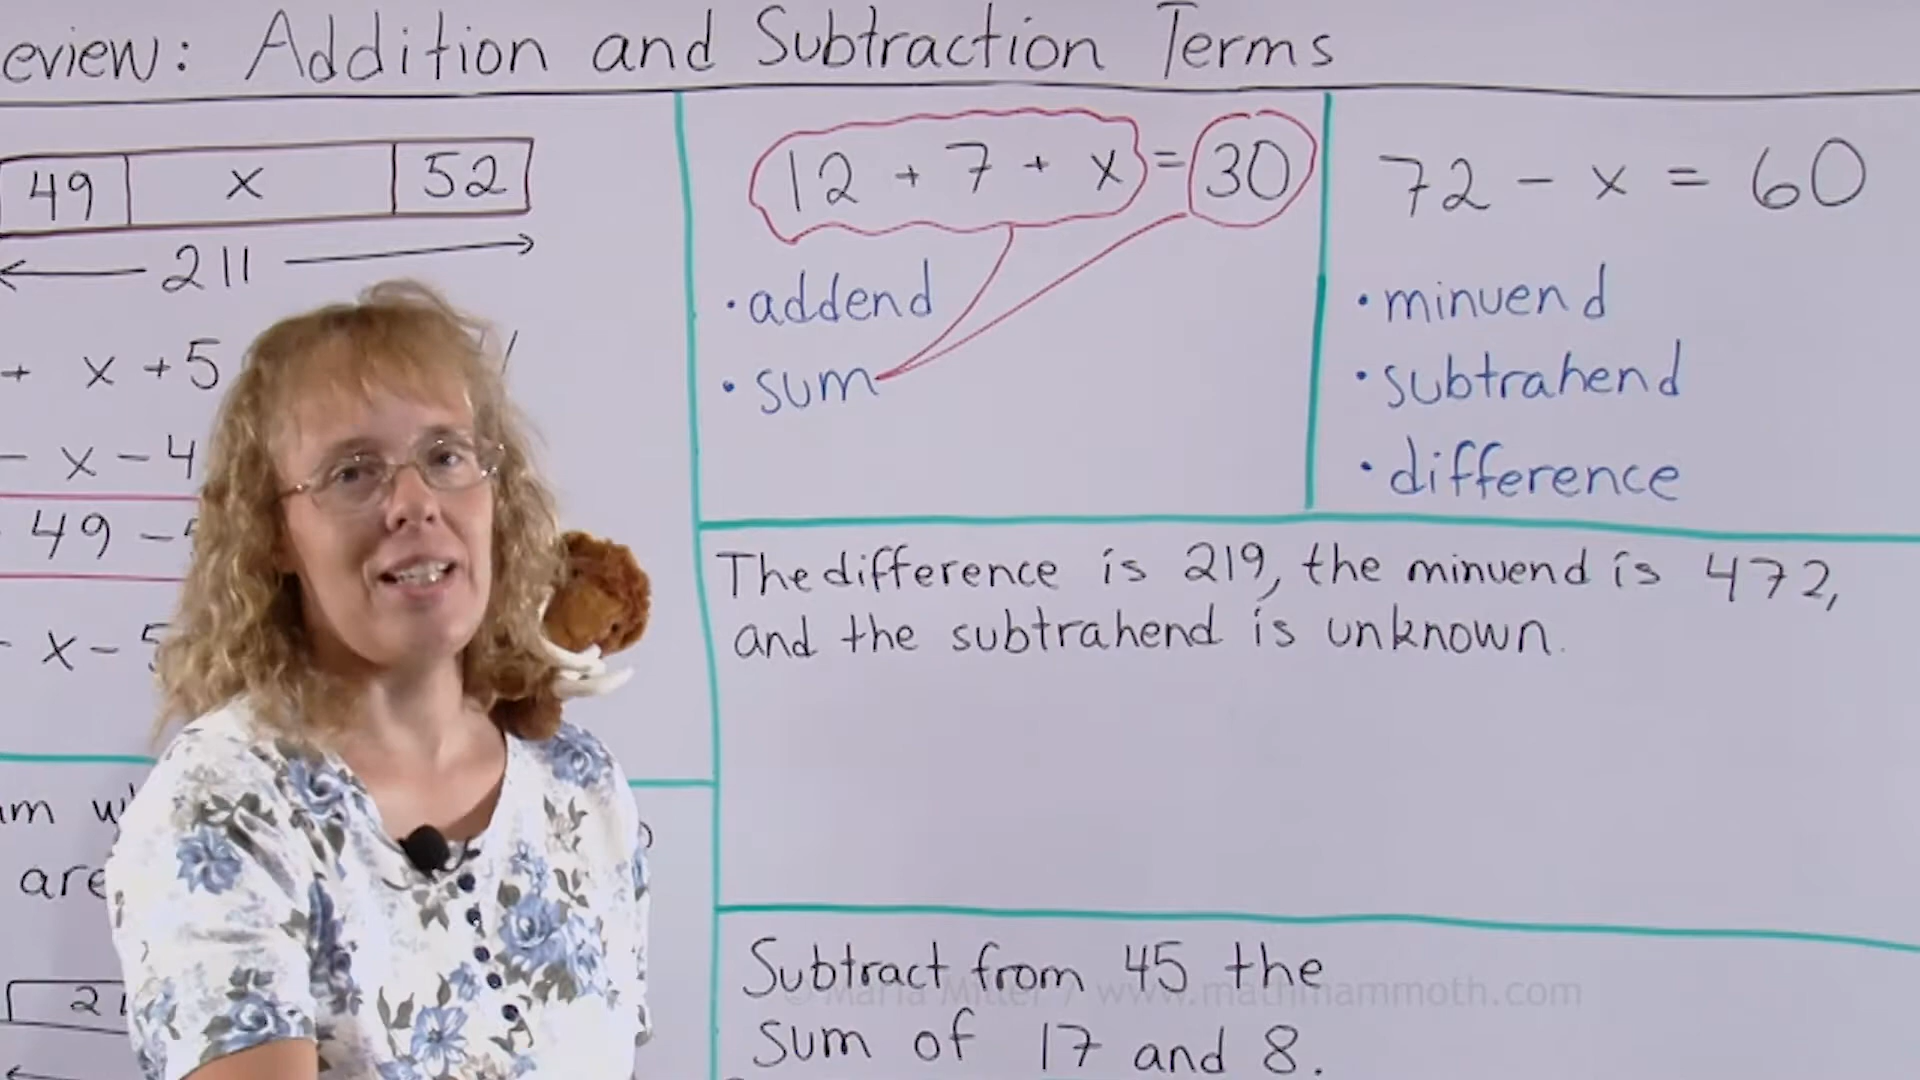 eview: Addition and Subtraction Terms
49 x 52
211
+ x + 5
- x - 4
49 -
- x - 5
are
21
12 + 7 + x = 30
• addend
• sum
72 - x = 60
• minuend
• subtrahend
• difference
The difference is 219, the minuend is 472,
and the subtrahend is unknown.
Subtract from 45 the
sum of 17 and 8.
© Maria Miller / www.mathmammoth.com